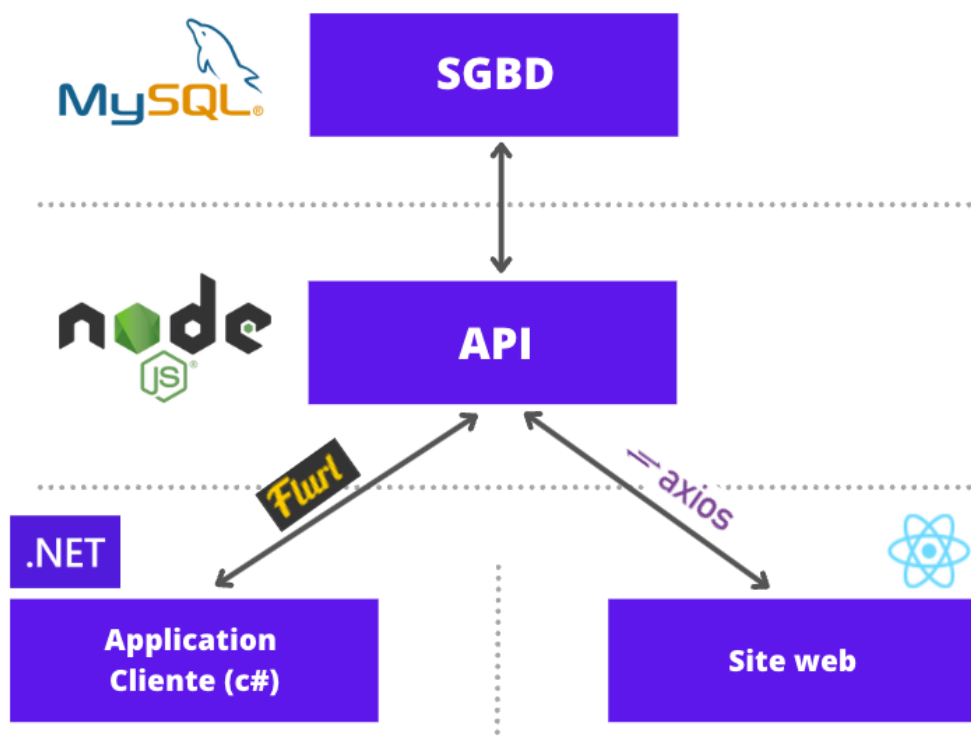 MySQL®
SGBD
node
JS®
API
Flurl
axios
.NET
Application
Cliente (c#)
Site web